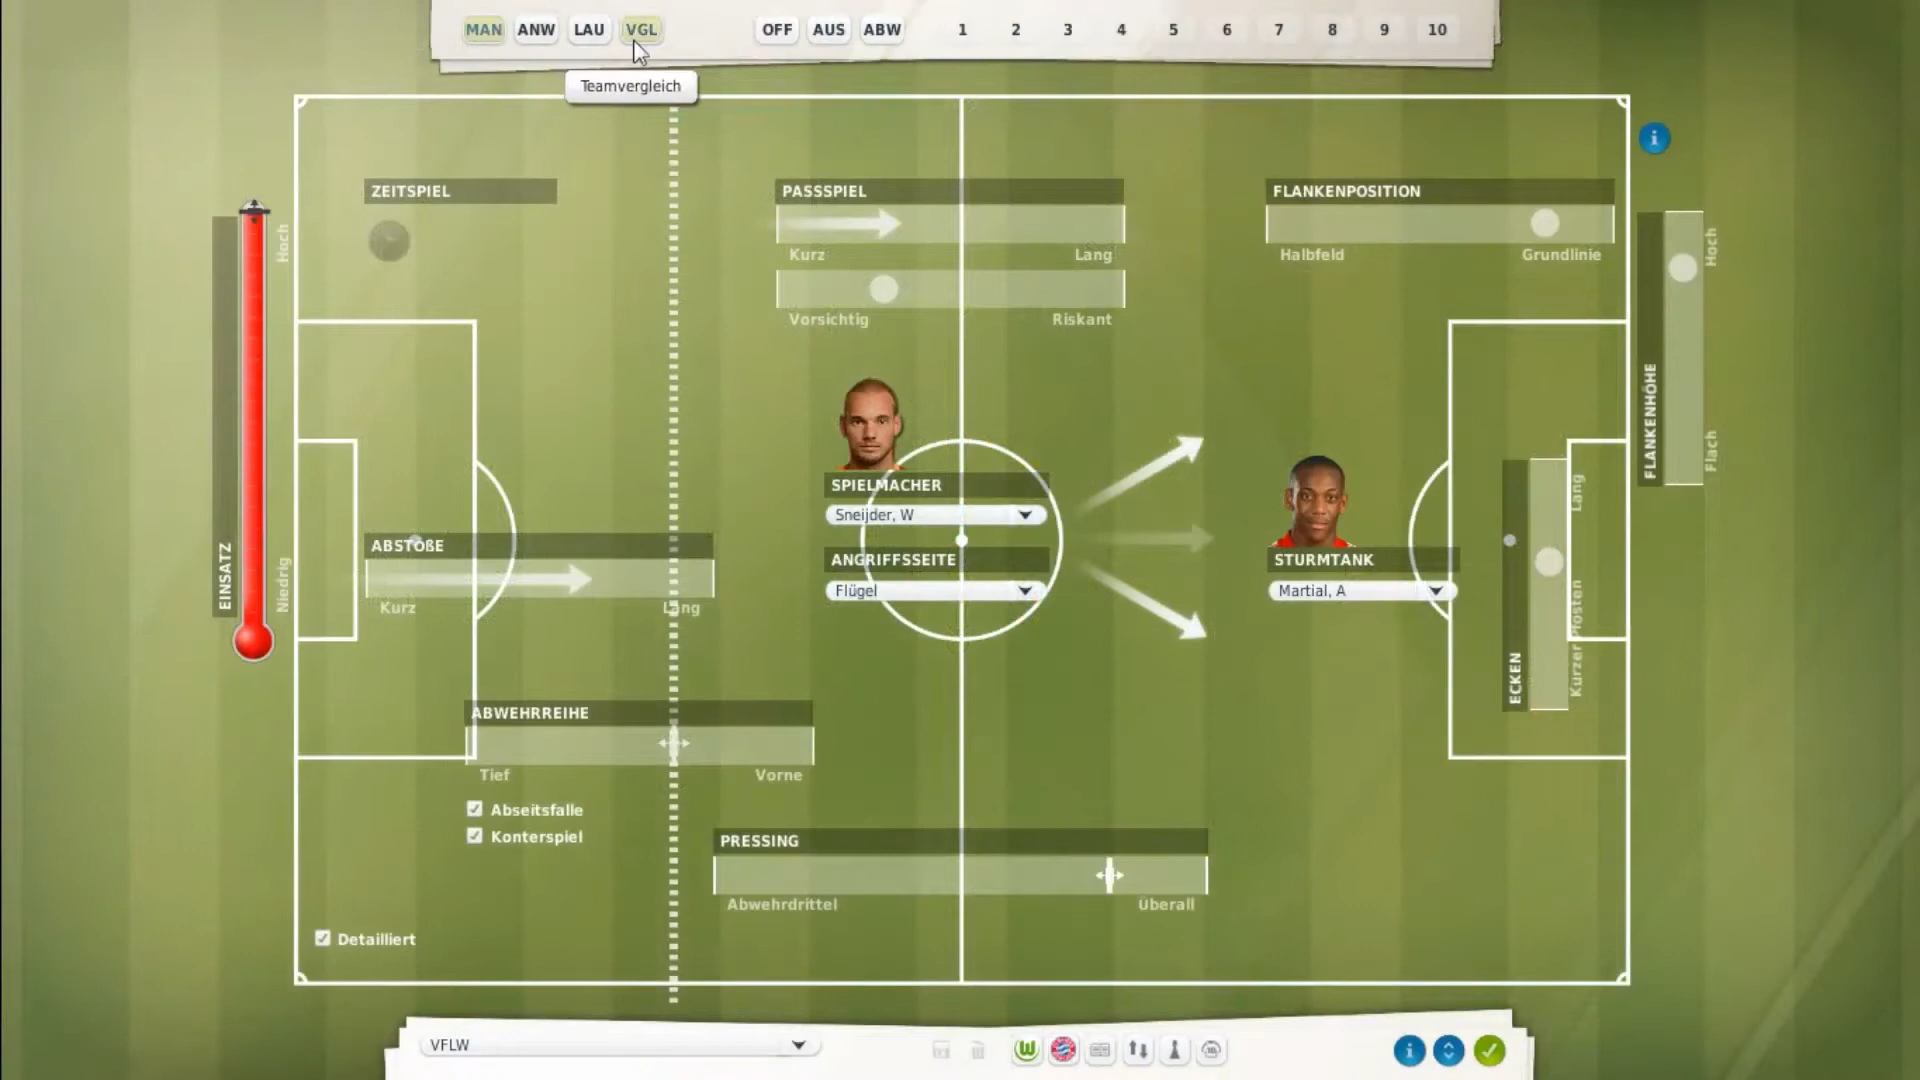 MAN ANW LAU VGL OFF AUS ABW 1 2 3 4 5 6 7 8 9 10
Teamvergleich
ZEITSPIEL
PASSSPIEL
Kurz Lang
Vorsichtig Riskant
FLANKENPOSITION
Halbfeld Grundlinie
EINSATZ
Hoch
Niedrig
FLANKENHÖHE
Hoch
Flach
SPIELMACHER
Sneijder, W
ANGRIFFSSEITE
Flügel
STURMTANK
Martial, A
ABSTÖßE
Kurz Lang
ECKEN
Lang
Kurzer Pfosten
ABWEHRREIHE
Tief Vorne
Abseitsfalle
Konterspiel
PRESSING
Abwehrdrittel Überall
Detailliert
VFLW